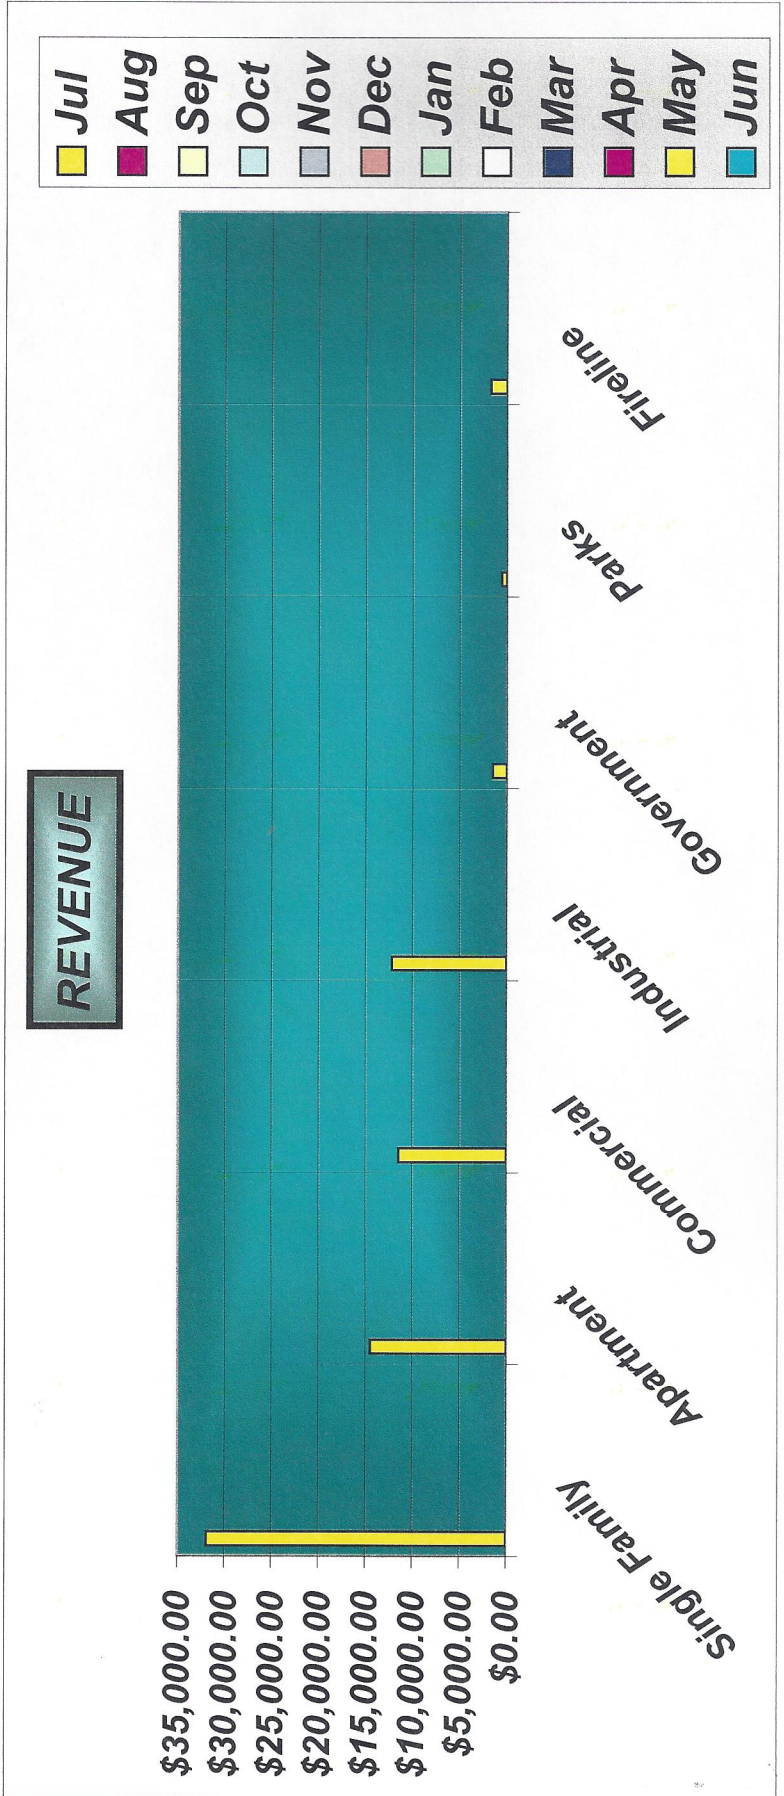 REVENUE
$35,000.00
$30,000.00
$25,000.00
$20,000.00
$15,000.00
$10,000.00
$5,000.00
$0.00
Single Family
Apartment
Commercial
Industrial
Government
Parks
Fireline
Jul
Aug
Sep
Oct
Nov
Dec
Jan
Feb
Mar
Apr
May
Jun